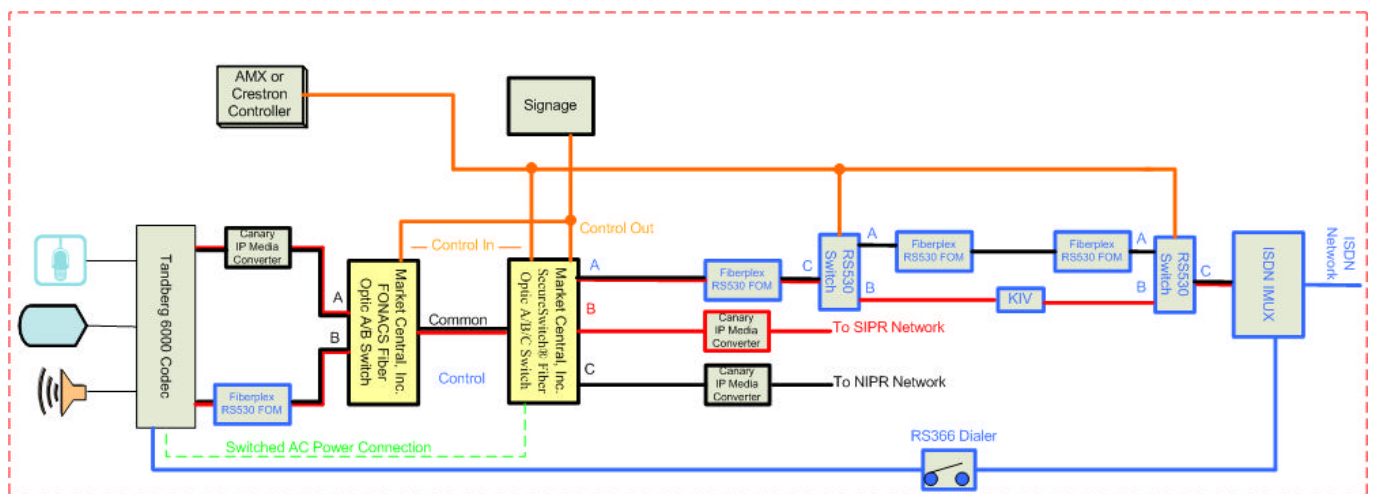 AMX or
Crestron
Controller
Signage
Control In
Control Out
Canary
IP Media
Converter
Tandberg 6000 Codec
A
B
Market Central, Inc.
FONACS Fiber
Optic A/B Switch
Common
Control
Market Central, Inc.
SecureSwitch® Fiber
Optic A/B/C Switch
A
B
C
Fiberplex
RS530 FOM
C
RS530
Switch
A
B
Fiberplex
RS530 FOM
Fiberplex
RS530 FOM
KIV
A
B
RS530
Switch
C
ISDN IMUX
ISDN
Network
Canary
IP Media
Converter
To SIPR Network
Canary
IP Media
Converter
To NIPR Network
Fiberplex
RS530 FOM
Switched AC Power Connection
RS366 Dialer